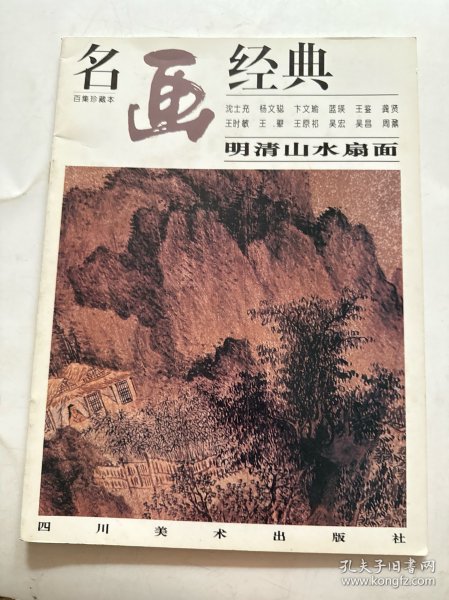 名画经典
百集珍藏本
沈士充 杨文骢 卞文瑜 蓝瑛 王鉴 龚贤
王时敏 王翚 王原祁 吴宏 吴昌 周鼐
明清山水扇面
四川美术出版社
孔夫子旧书网
www.kongfz.com